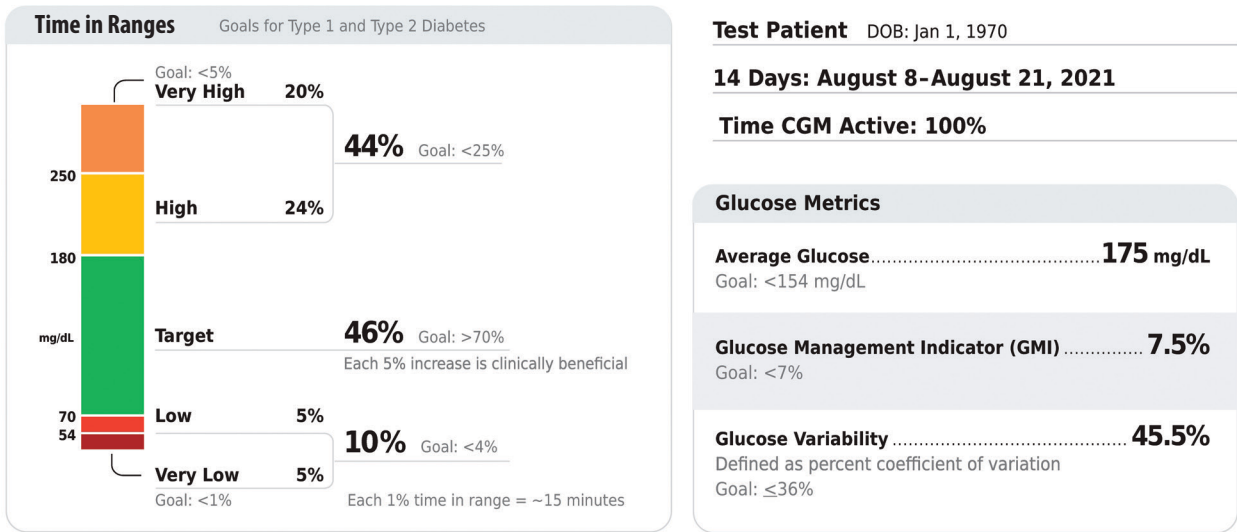 Time in Ranges Goals for Type 1 and Type 2 Diabetes
Goal: <5%
Very High 20%
44% Goal: <25%
250
High 24%
180
mg/dL
Target 46% Goal: >70%
Each 5% increase is clinically beneficial
70
Low 5%
54
10% Goal: <4%
Very Low 5%
Goal: <1%
Each 1% time in range = ~15 minutes
Test Patient DOB: Jan 1, 1970
14 Days: August 8–August 21, 2021
Time CGM Active: 100%
Glucose Metrics
Average Glucose........................................175 mg/dL
Goal: <154 mg/dL
Glucose Management Indicator (GMI)...............7.5%
Goal: <7%
Glucose Variability.........................................45.5%
Defined as percent coefficient of variation
Goal: ≤36%